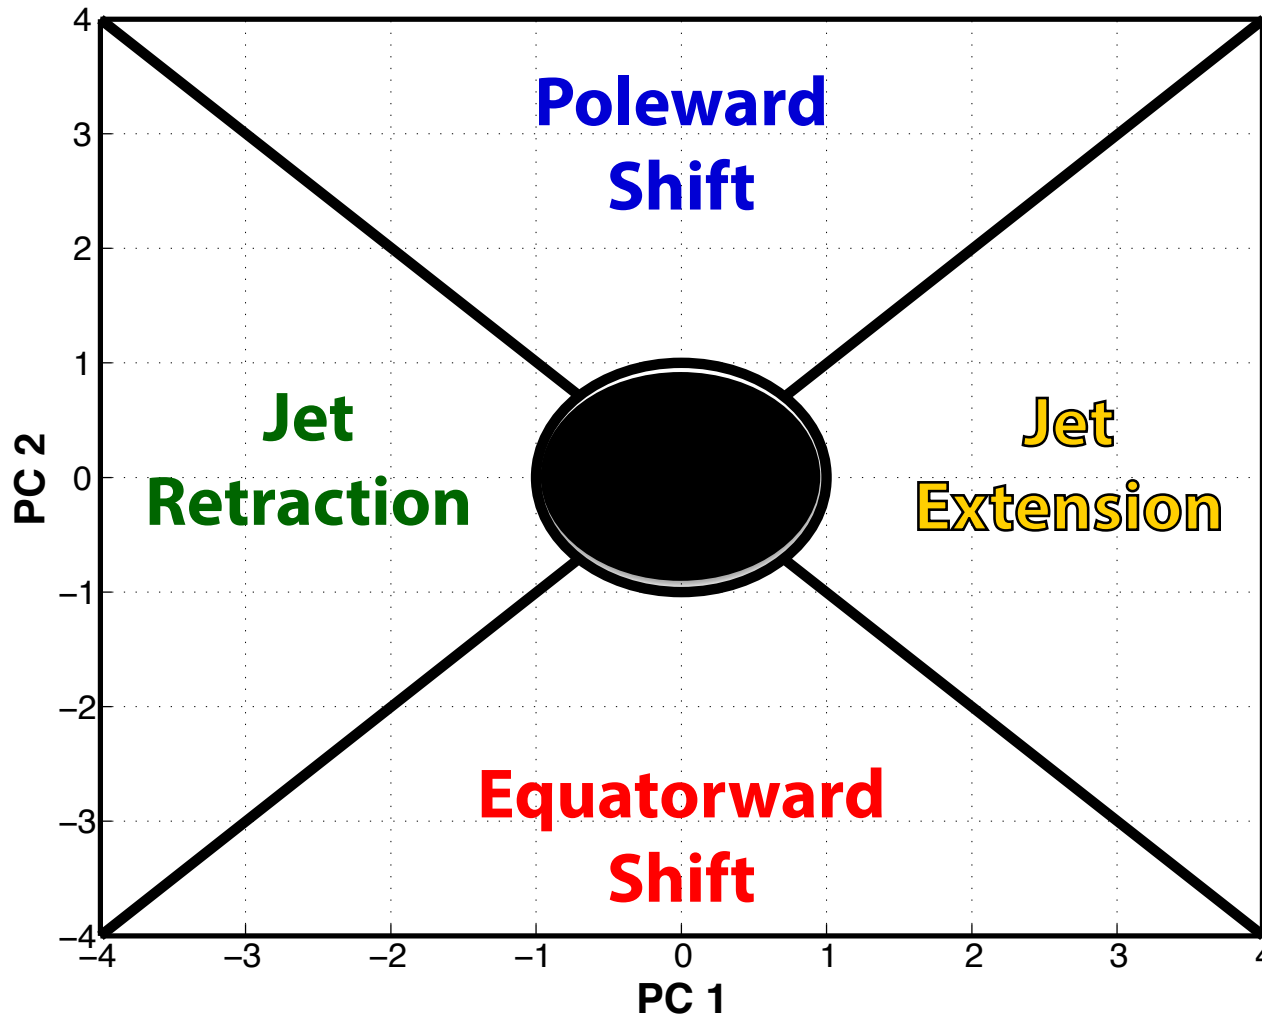 4
3
2
1
0
−1
−2
−3
−4
PC 2
Poleward
Shift
Jet
Retraction
Jet
Extension
Equatorward
Shift
−4 −3 −2 −1 0 1 2 3 4
PC 1